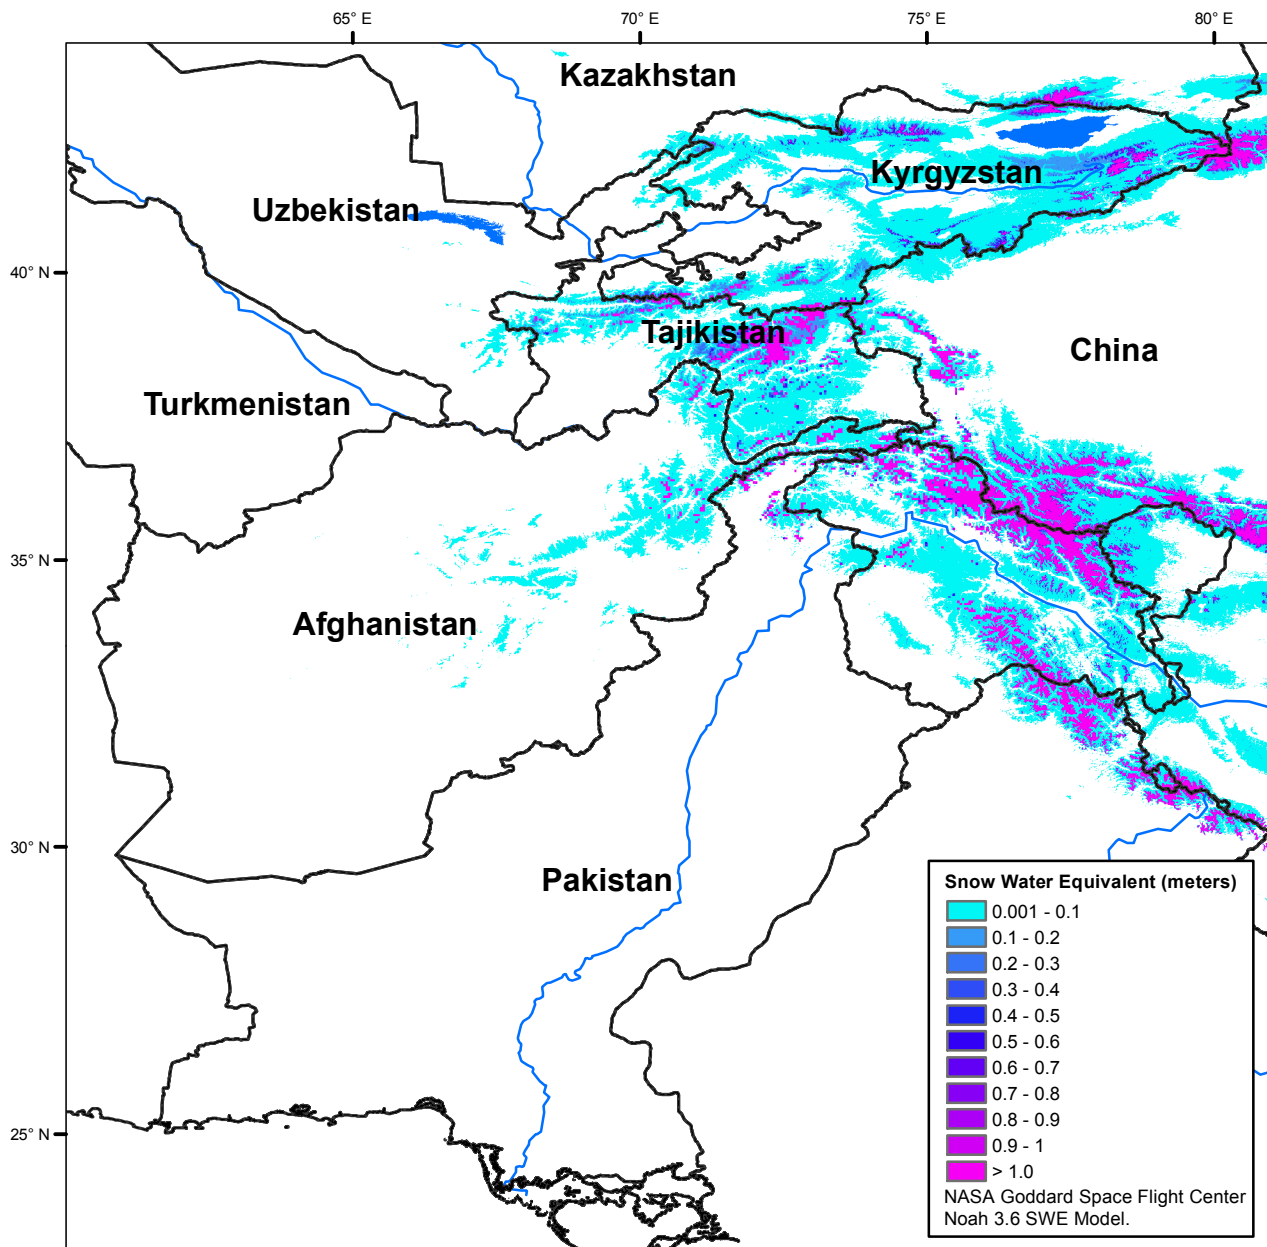 65° E
70° E
75° E
80° E
Kazakhstan
Kyrgyzstan
Uzbekistan
40° N
Tajikistan
China
Turkmenistan
35° N
Afghanistan
30° N
Pakistan
25° N
Snow Water Equivalent (meters)
0.001 - 0.1
0.1 - 0.2
0.2 - 0.3
0.3 - 0.4
0.4 - 0.5
0.5 - 0.6
0.6 - 0.7
0.7 - 0.8
0.8 - 0.9
0.9 - 1
> 1.0
NASA Goddard Space Flight Center
Noah 3.6 SWE Model.